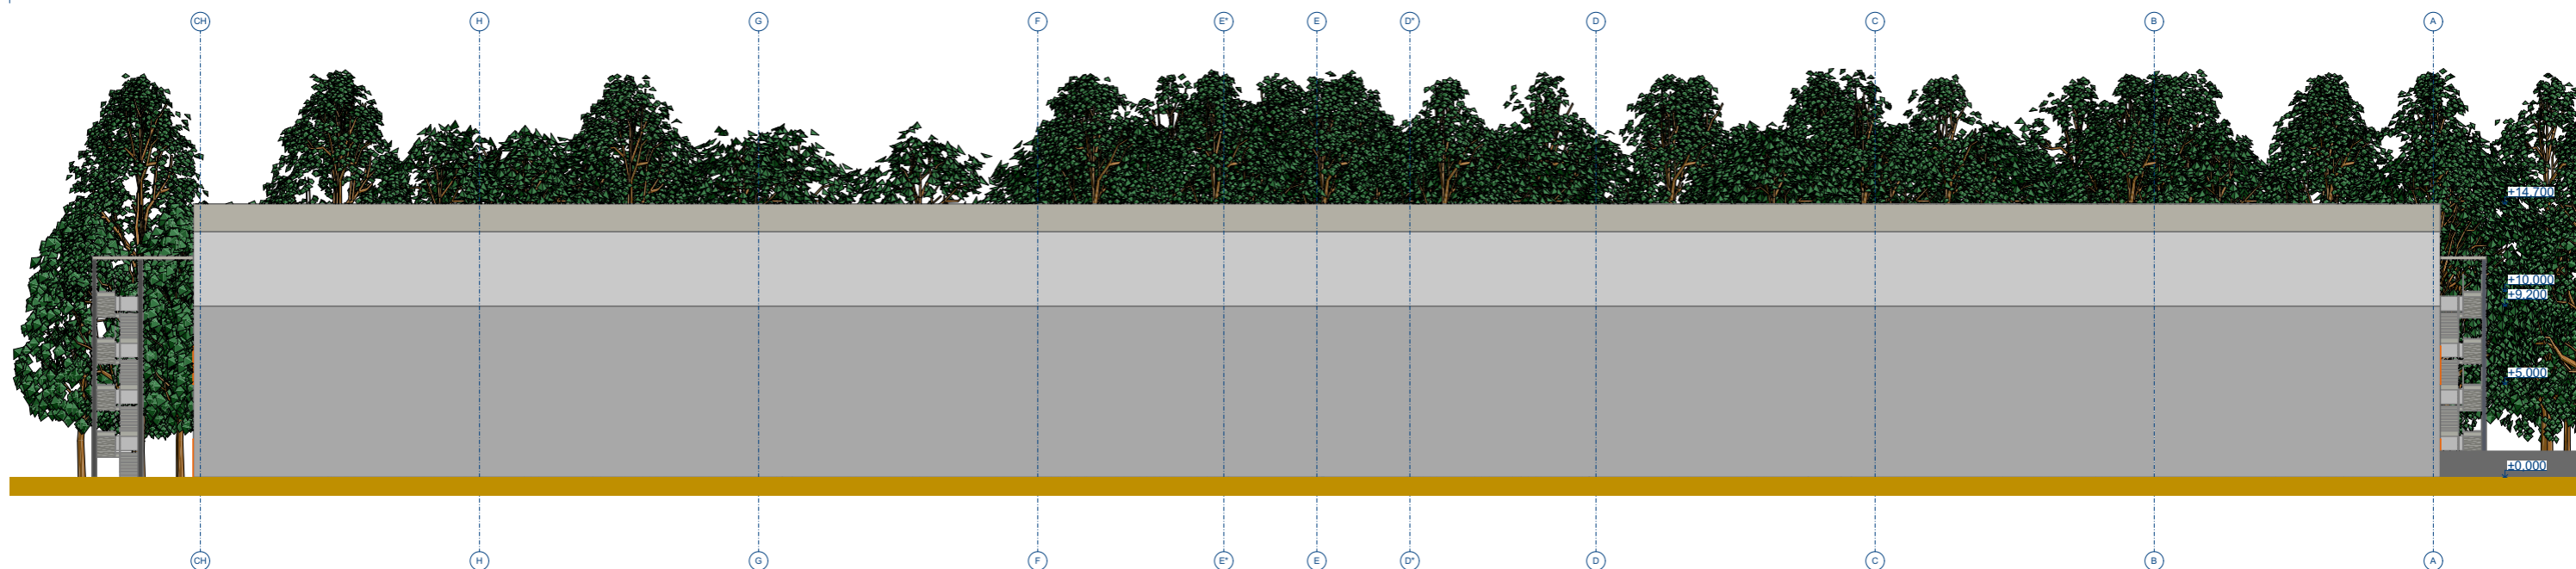 CH H G F E* E D* D C B A
+14.700
+10.000
+9.200
+5.000
+0.000
CH H G F E* E D* D C B A